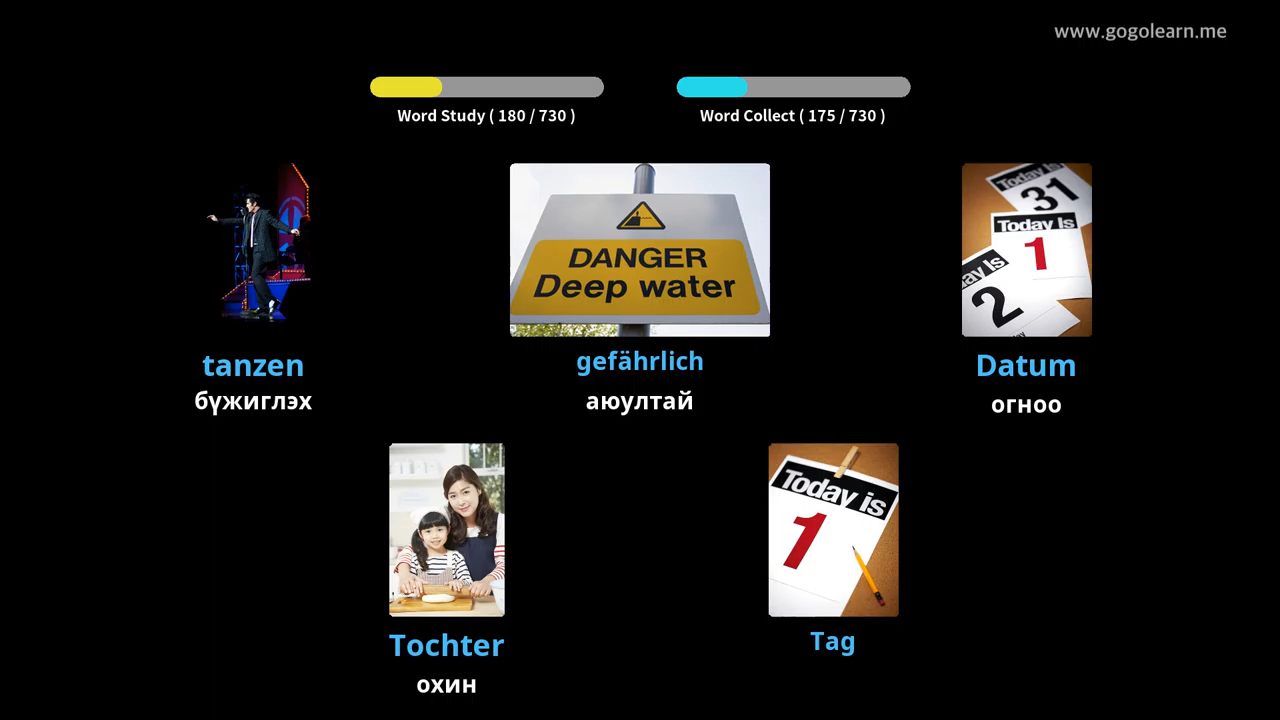 www.gogolearn.me
Word Study ( 180 / 730 )
Word Collect ( 175 / 730 )
DANGER
Deep water
Today is
31
Today Is
1
ay Is
2
tanzen
бүжиглэх
gefährlich
аюултай
Datum
огноо
Today is
1
Tochter
охин
Tag